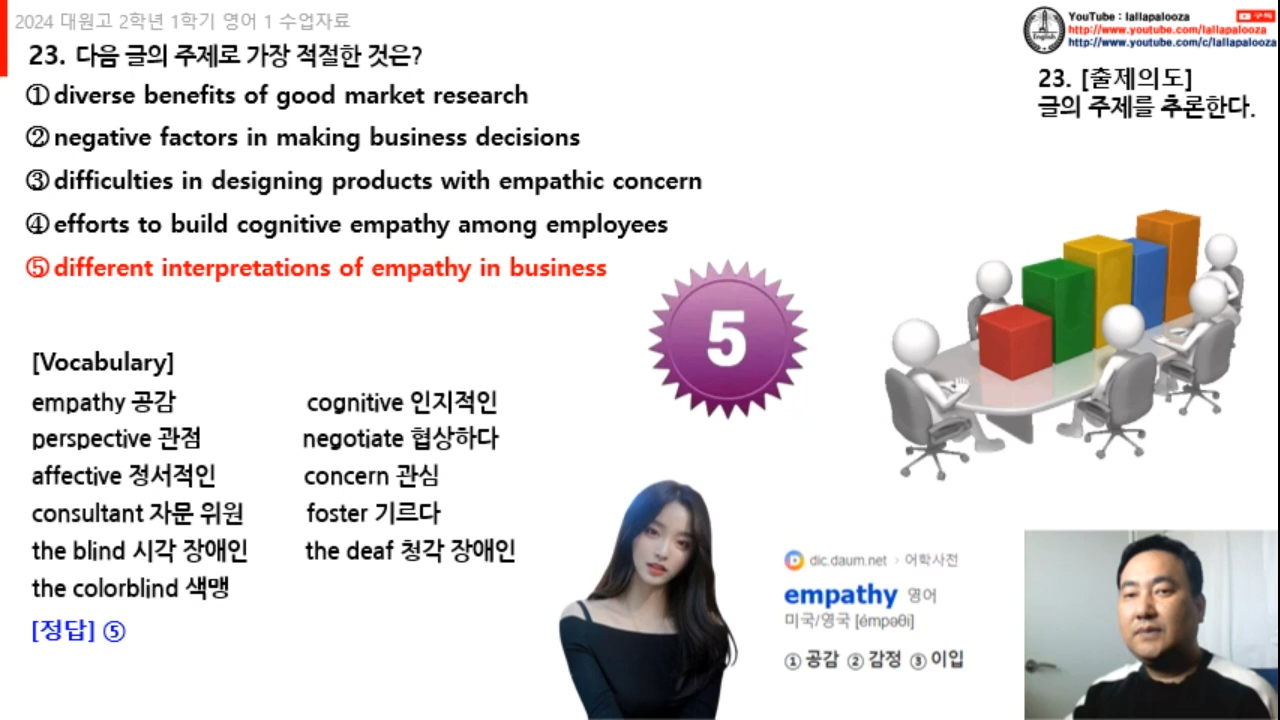 2024 대원고 2학년 1학기 영어 1 수업자료
YouTube : lallapalooza
http://www.youtube.com/lallapalooza
http://www.youtube.com/c/lallapalooza
23. 다음 글의 주제로 가장 적절한 것은?
① diverse benefits of good market research
② negative factors in making business decisions
③ difficulties in designing products with empathic concern
④ efforts to build cognitive empathy among employees
⑤ different interpretations of empathy in business
23. [출제의도]
글의 주제를 추론한다.
5
[Vocabulary]
empathy 공감 cognitive 인지적인
perspective 관점 negotiate 협상하다
affective 정서적인 concern 관심
consultant 자문 위원 foster 기르다
the blind 시각 장애인 the deaf 청각 장애인
the colorblind 색맹
[정답] ⑤
dic.daum.net › 어학사전
empathy 영어
미국/영국 [émpəθi]
① 공감 ② 감정 ③ 이입